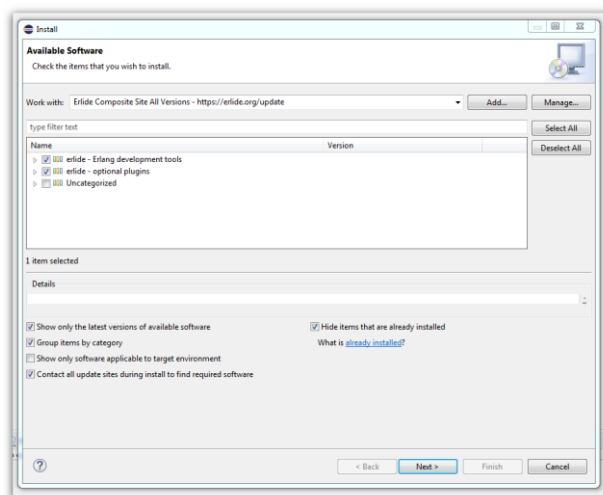 Install
Available Software
Check the items that you wish to install.
Work with: Erlide Composite Site All Versions - https://erlide.org/update Add... Manage...
type filter text Select All
Name Version Deselect All
erlide - Erlang development tools
erlide - optional plugins
Uncategorized
1 item selected
Details
Show only the latest versions of available software Hide items that are already installed
Group items by category What is already installed?
Show only software applicable to target environment
Contact all update sites during install to find required software
? < Back Next > Finish Cancel